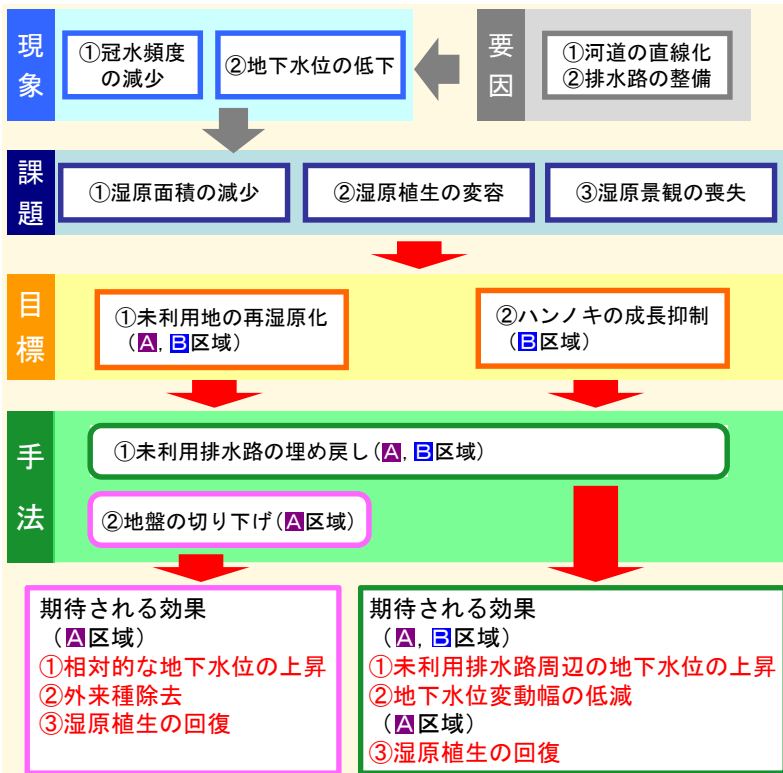 現象
①冠水頻度
の減少
②地下水位の低下
要因
①河道の直線化
②排水路の整備
課題
①湿原面積の減少
②湿原植生の変容
③湿原景観の喪失
目標
①未利用地の再湿原化
(A, B区域)
②ハンノキの成長抑制
(B区域)
手法
①未利用排水路の埋め戻し(A, B区域)
②地盤の切り下げ(A区域)
期待される効果
(A区域)
①相対的な地下水位の上昇
②外来種除去
③湿原植生の回復
期待される効果
(A, B区域)
①未利用排水路周辺の地下水位の上昇
②地下水位変動幅の低減
(A区域)
③湿原植生の回復